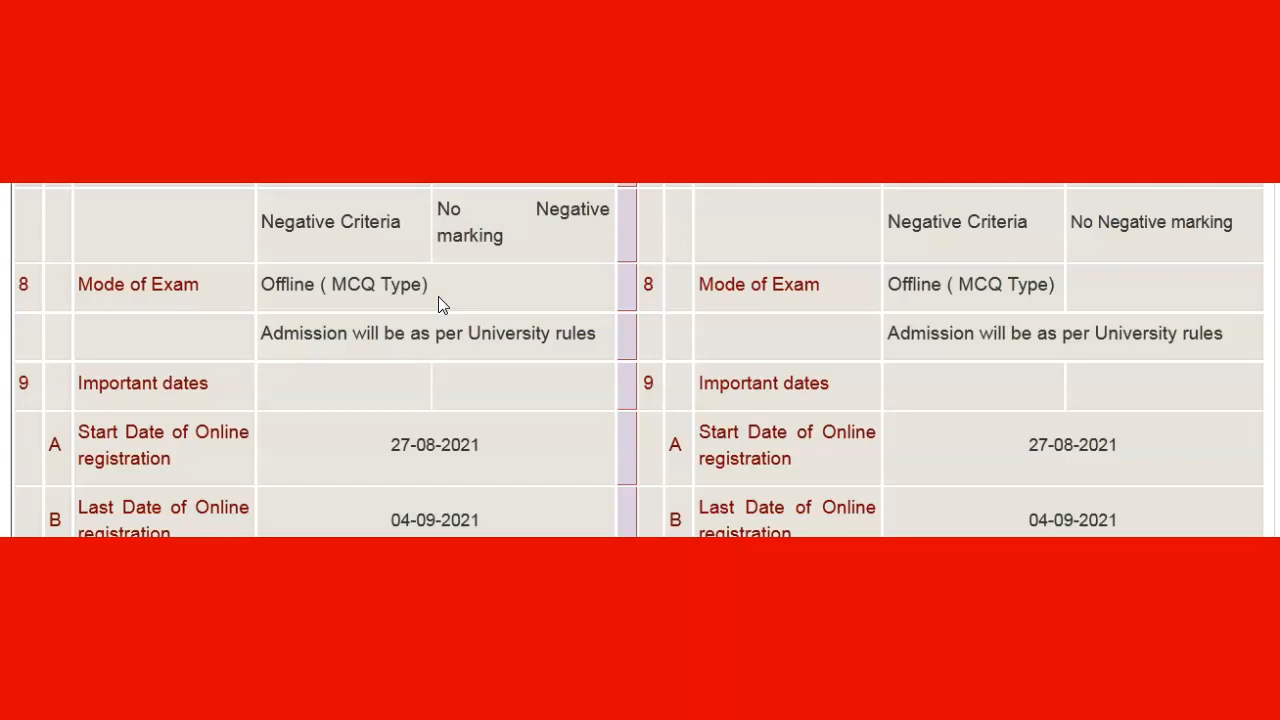 Negative Criteria No Negative marking Negative Criteria No Negative marking
8 Mode of Exam Offline ( MCQ Type) 8 Mode of Exam Offline ( MCQ Type)
Admission will be as per University rules Admission will be as per University rules
9 Important dates 9 Important dates
A Start Date of Online registration 27-08-2021 A Start Date of Online registration 27-08-2021
B Last Date of Online registration 04-09-2021 B Last Date of Online registration 04-09-2021